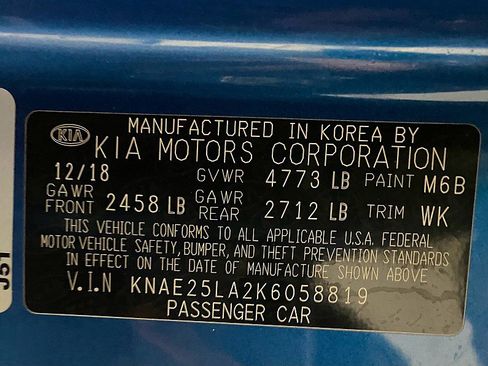 KIA
MANUFACTURED IN KOREA BY
KIA MOTORS CORPORATION
12/18 GVWR 4773 LB PAINT M6B
GAWR FRONT 2458 LB GAWR REAR 2712 LB TRIM WK
THIS VEHICLE CONFORMS TO ALL APPLICABLE U.S.A. FEDERAL
MOTOR VEHICLE SAFETY, BUMPER, AND THEFT PREVENTION STANDARDS
IN EFFECT ON THE DATE OF MANUFACTURE SHOWN ABOVE
V.I.N KNAE25LA2K6058819
PASSENGER CAR
J51